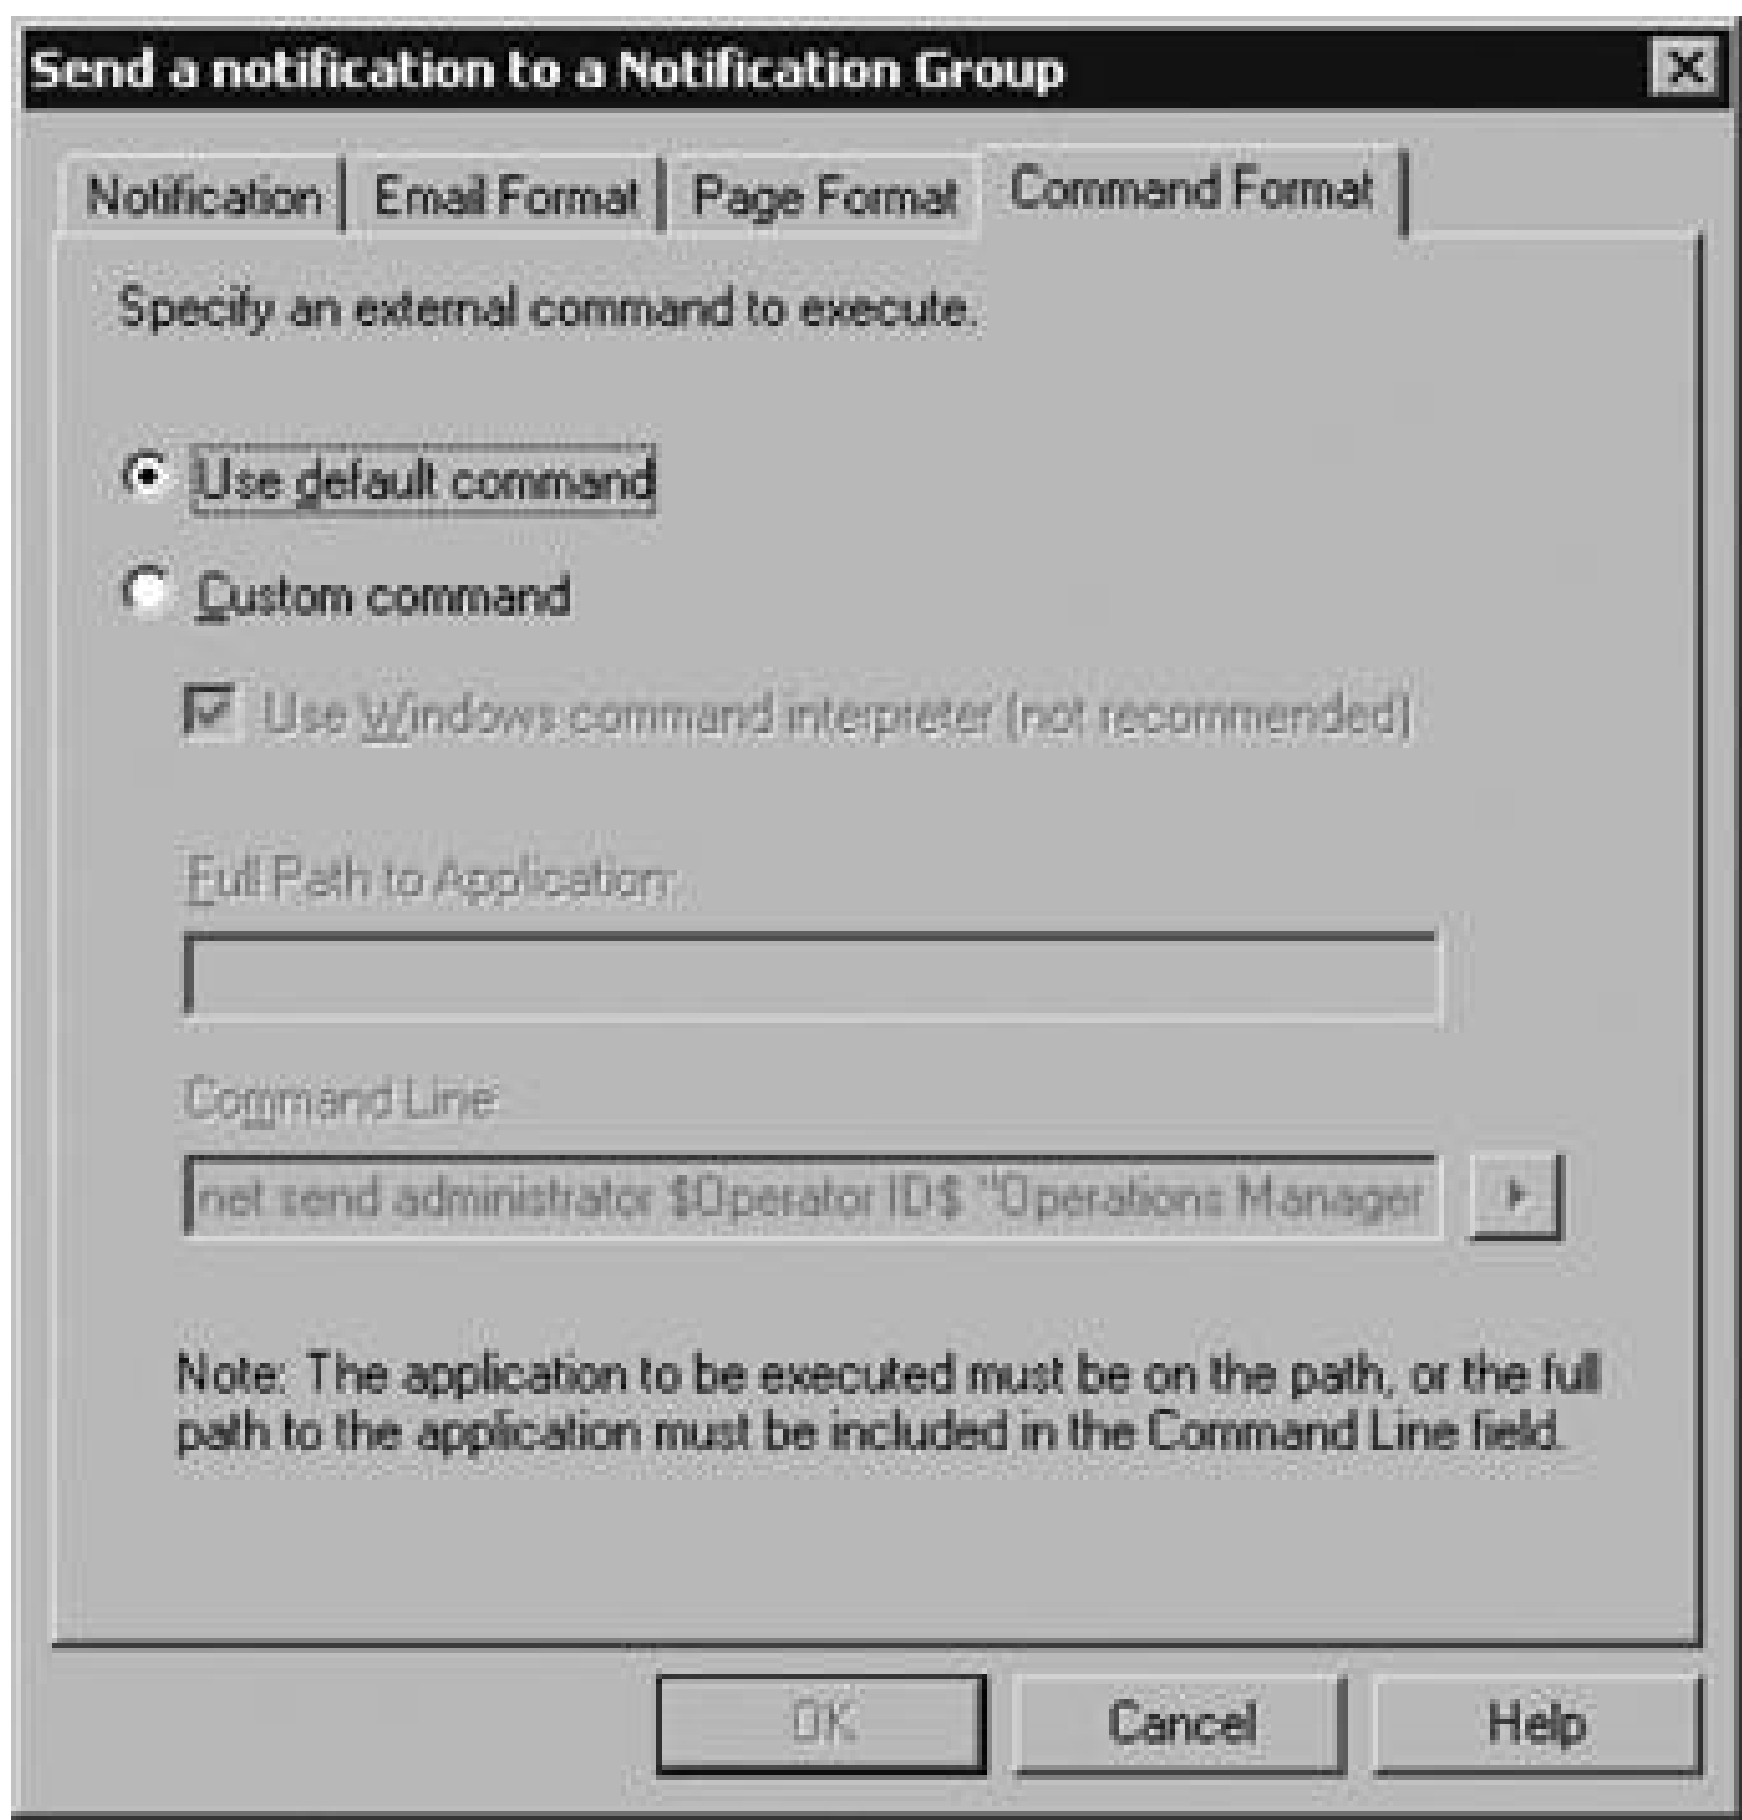 Send a notification to a Notification Group
Notification
Email Format
Page Format
Command Format
Specify an external command to execute.
Use default command
Custom command
Use Windows command interpreter (not recommended)
Full Path to Application:
Command Line:
net send administrator $Operator ID$ "Operations Manager
Note: The application to be executed must be on the path, or the full
path to the application must be included in the Command Line field.
OK
Cancel
Help